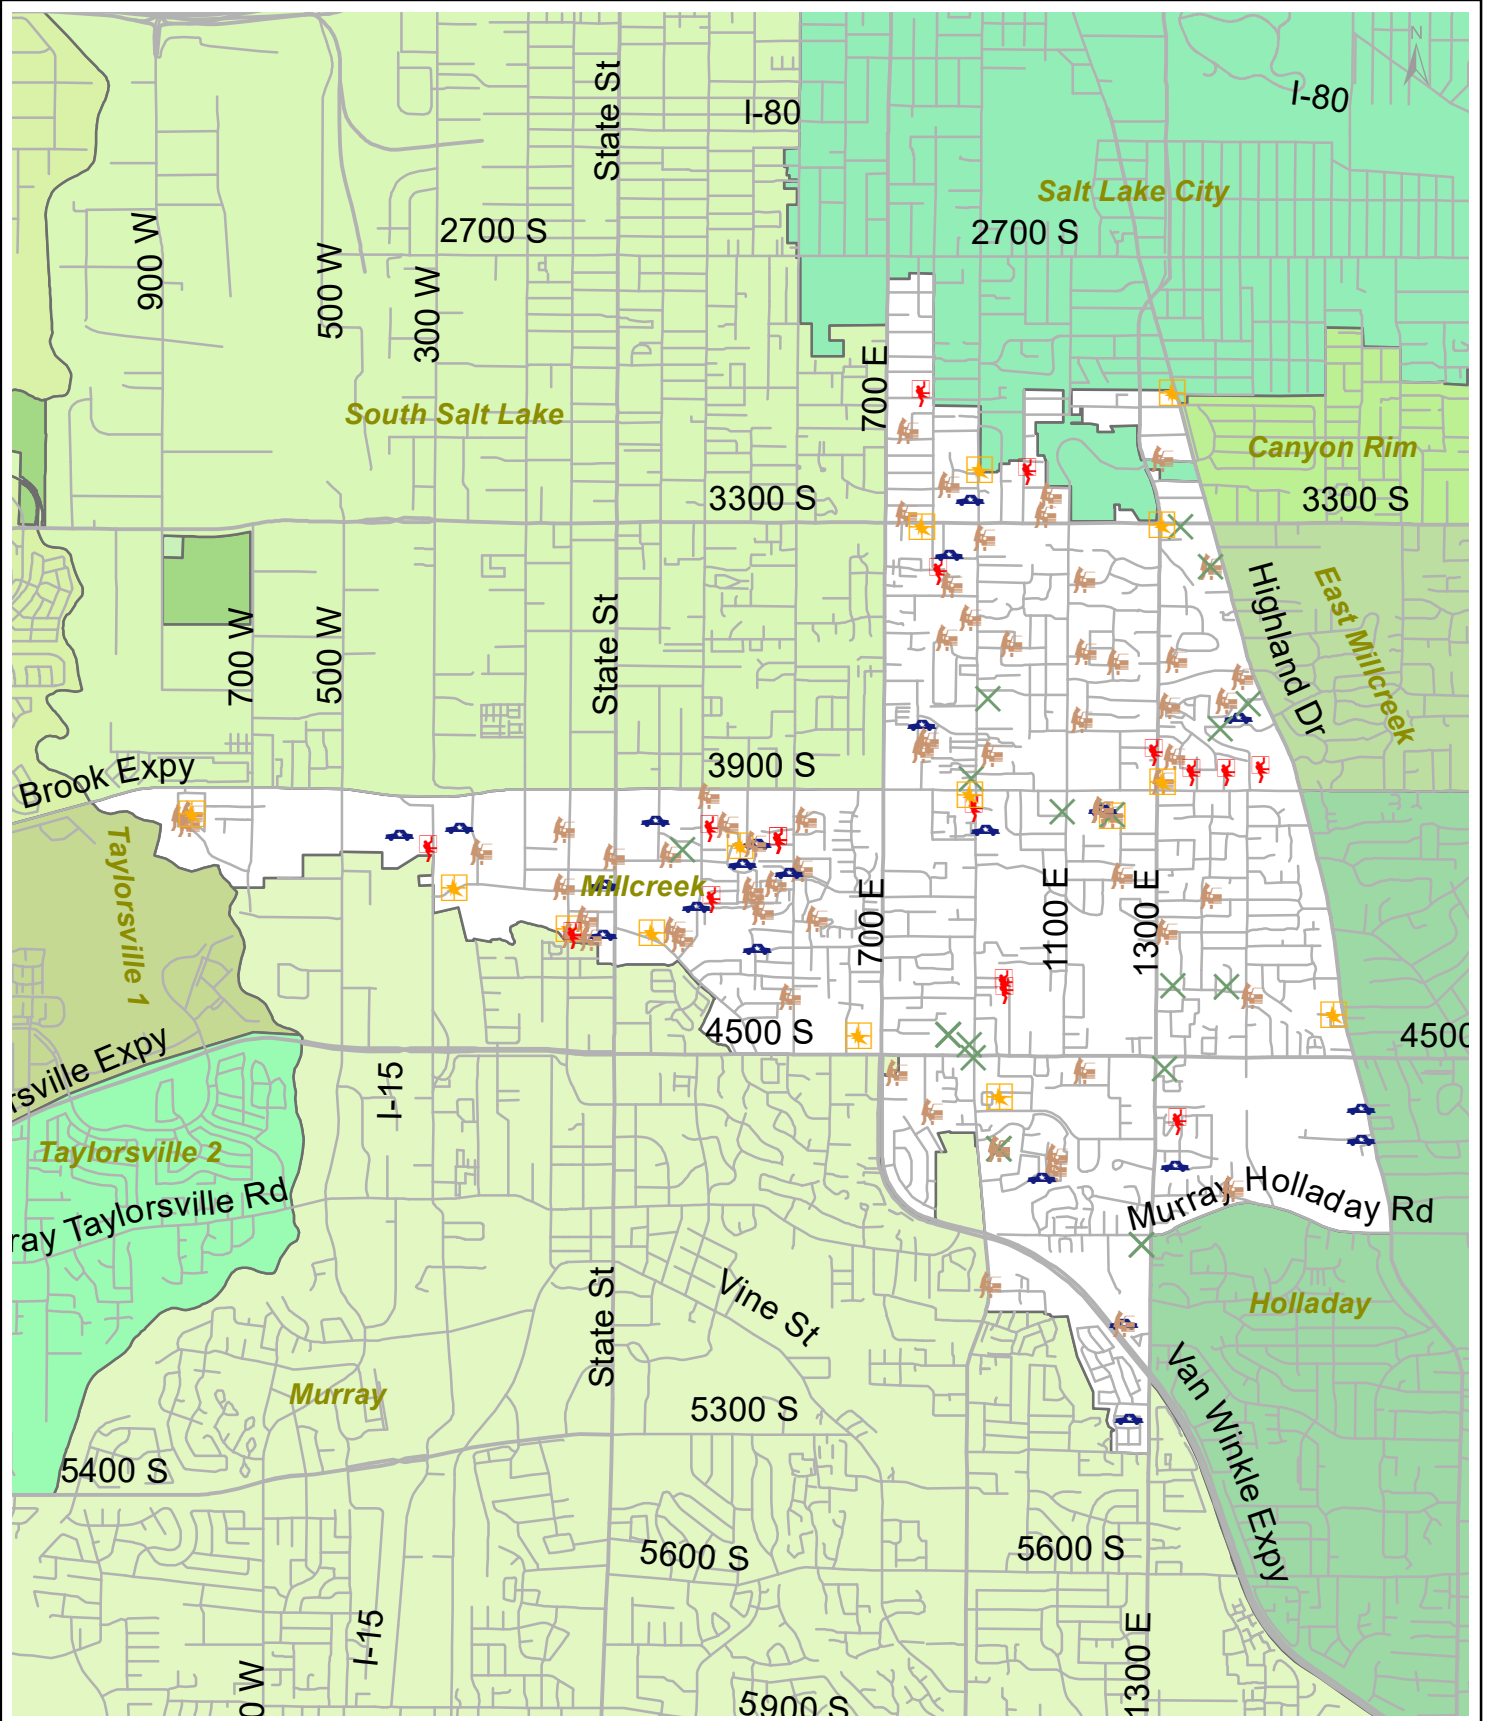 N
I-80
I-80
State St
Salt Lake City
2700 S
2700 S
900 W
500 W
300 W
700 E
South Salt Lake
Canyon Rim
3300 S
3300 S
Highland Dr
East Millcreek
700 W
500 W
State St
Brook Expy
3900 S
Taylorsville 1
Millcreek
700 E
1100 E
1300 E
4500 S
4500
rsville Expy
I-15
Taylorsville 2
ray Taylorsville Rd
Murray Holladay Rd
Vine St
State St
Holladay
Murray
5300 S
Van Winkle Expy
5400 S
5600 S
5600 S
I-15
0 W
1300 E
5900 S